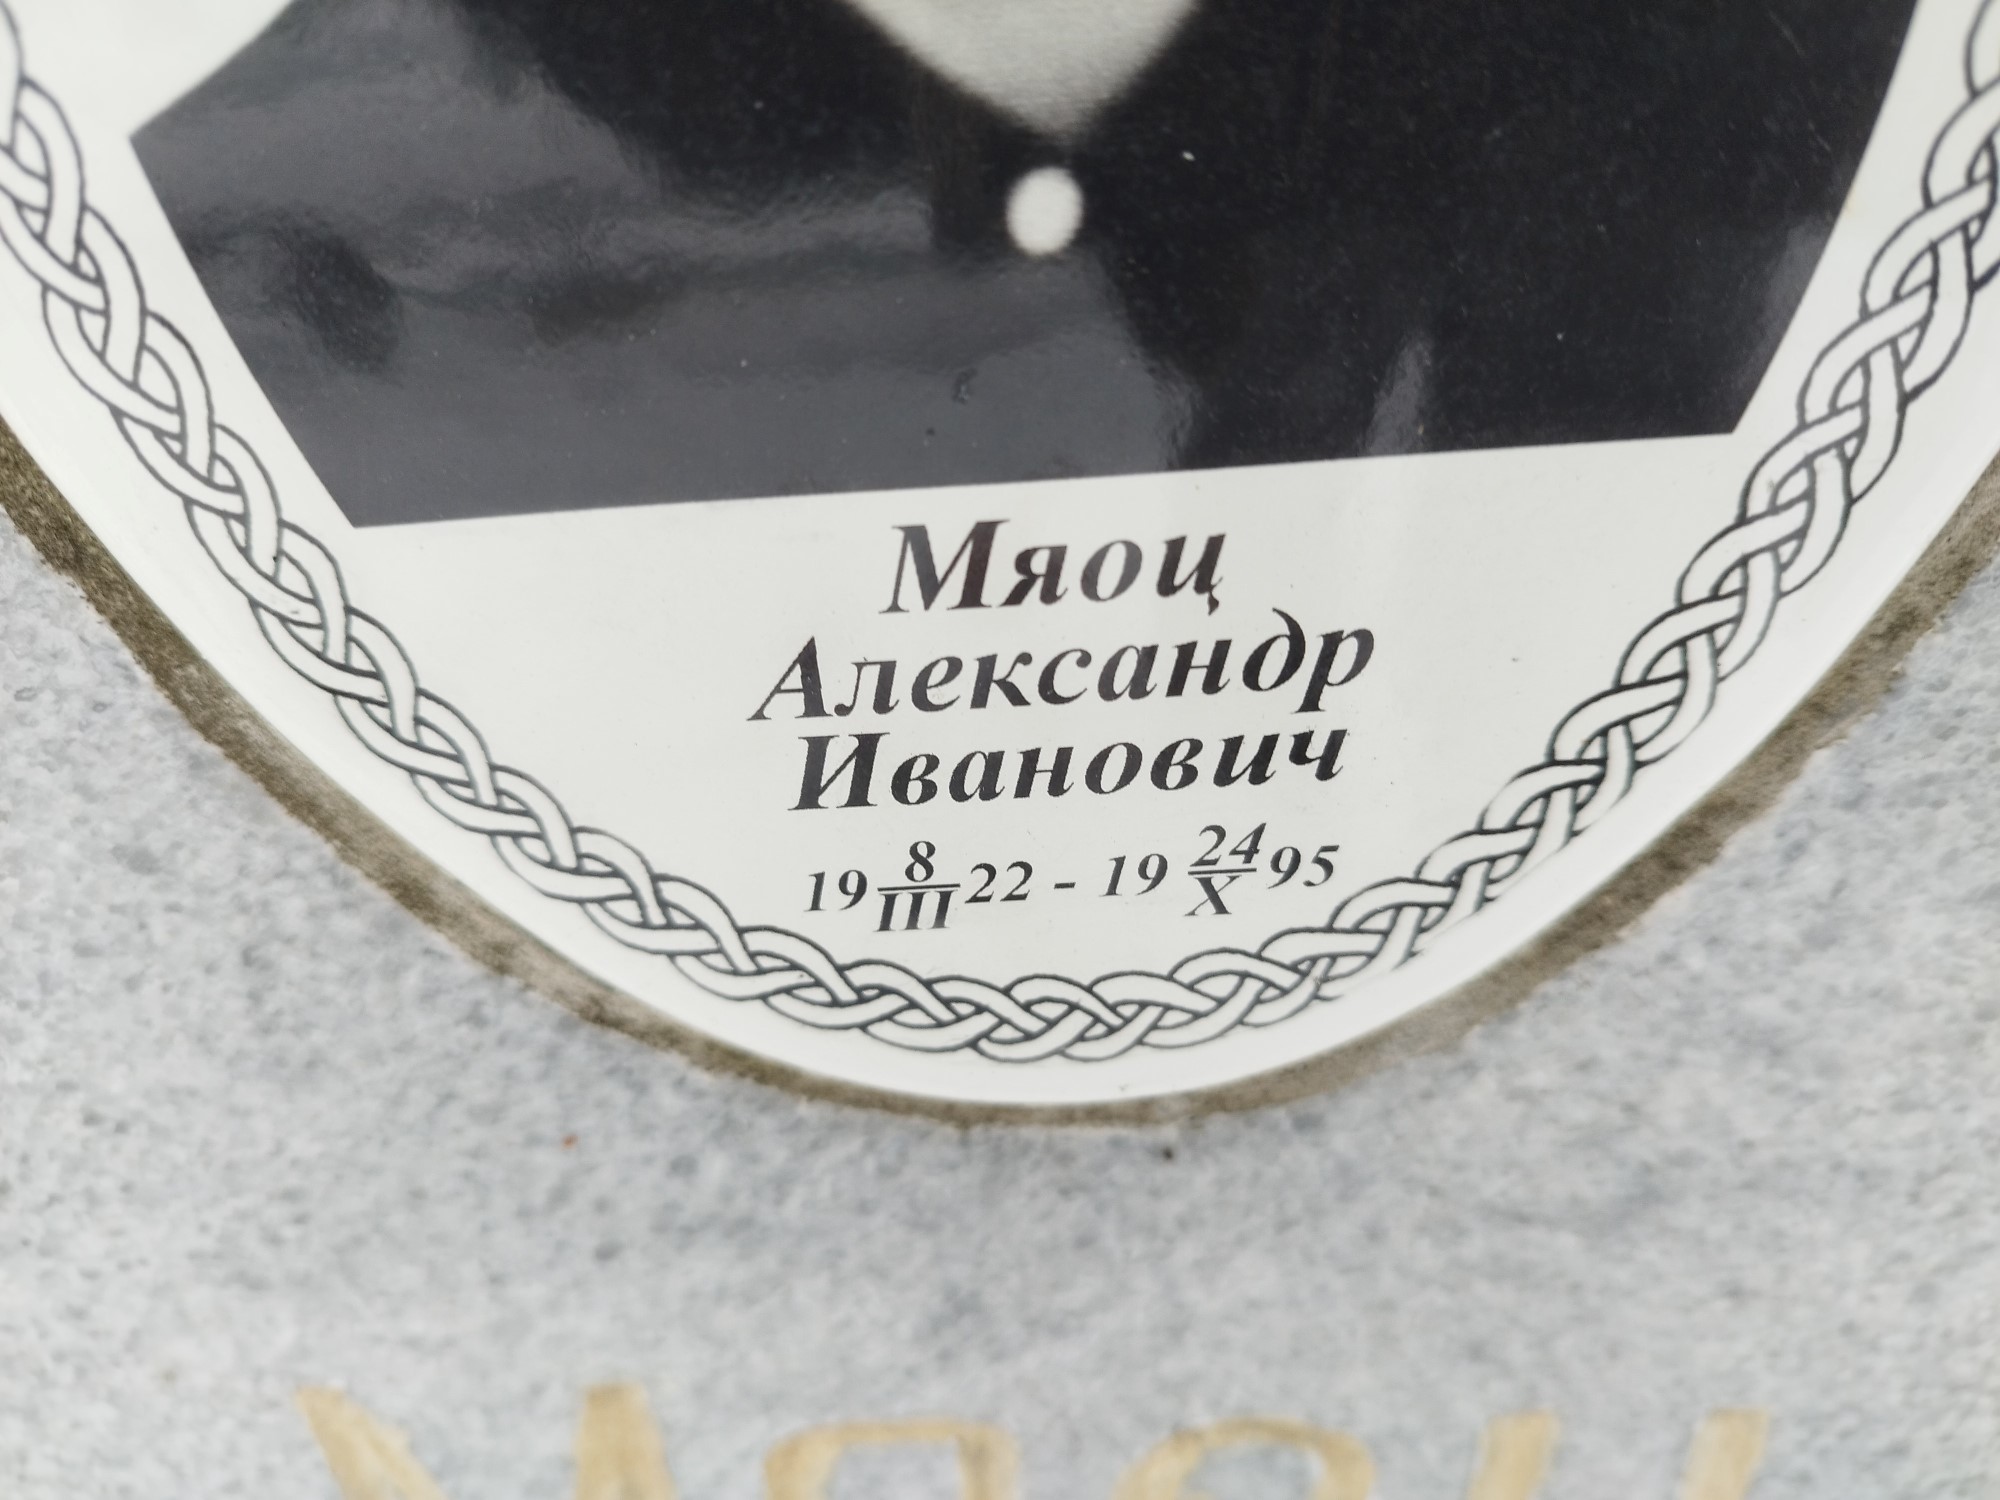 Мяоц
Александр
Иванович
19 8/III 22 - 19 24/X 95